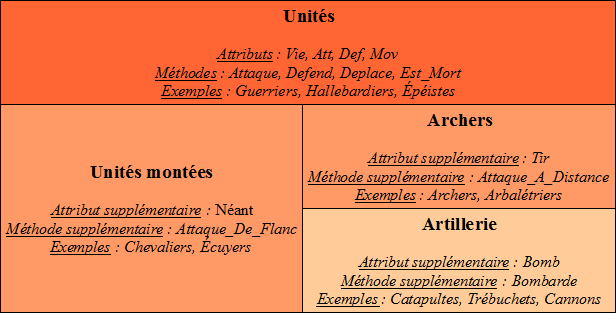 Unités
Attributs : Vie, Att, Def, Mov
Méthodes : Attaque, Defend, Deplace, Est_Mort
Exemples : Guerriers, Hallebardiers, Épéistes
Unités montées
Attribut supplémentaire : Néant
Méthode supplémentaire : Attaque_De_Flanc
Exemples : Chevaliers, Écuyers
Archers
Attribut supplémentaire : Tir
Méthode supplémentaire : Attaque_A_Distance
Exemples : Archers, Arbalétriers
Artillerie
Attribut supplémentaire : Bomb
Méthode supplémentaire : Bombarde
Exemples : Catapultes, Trébuchets, Cannons